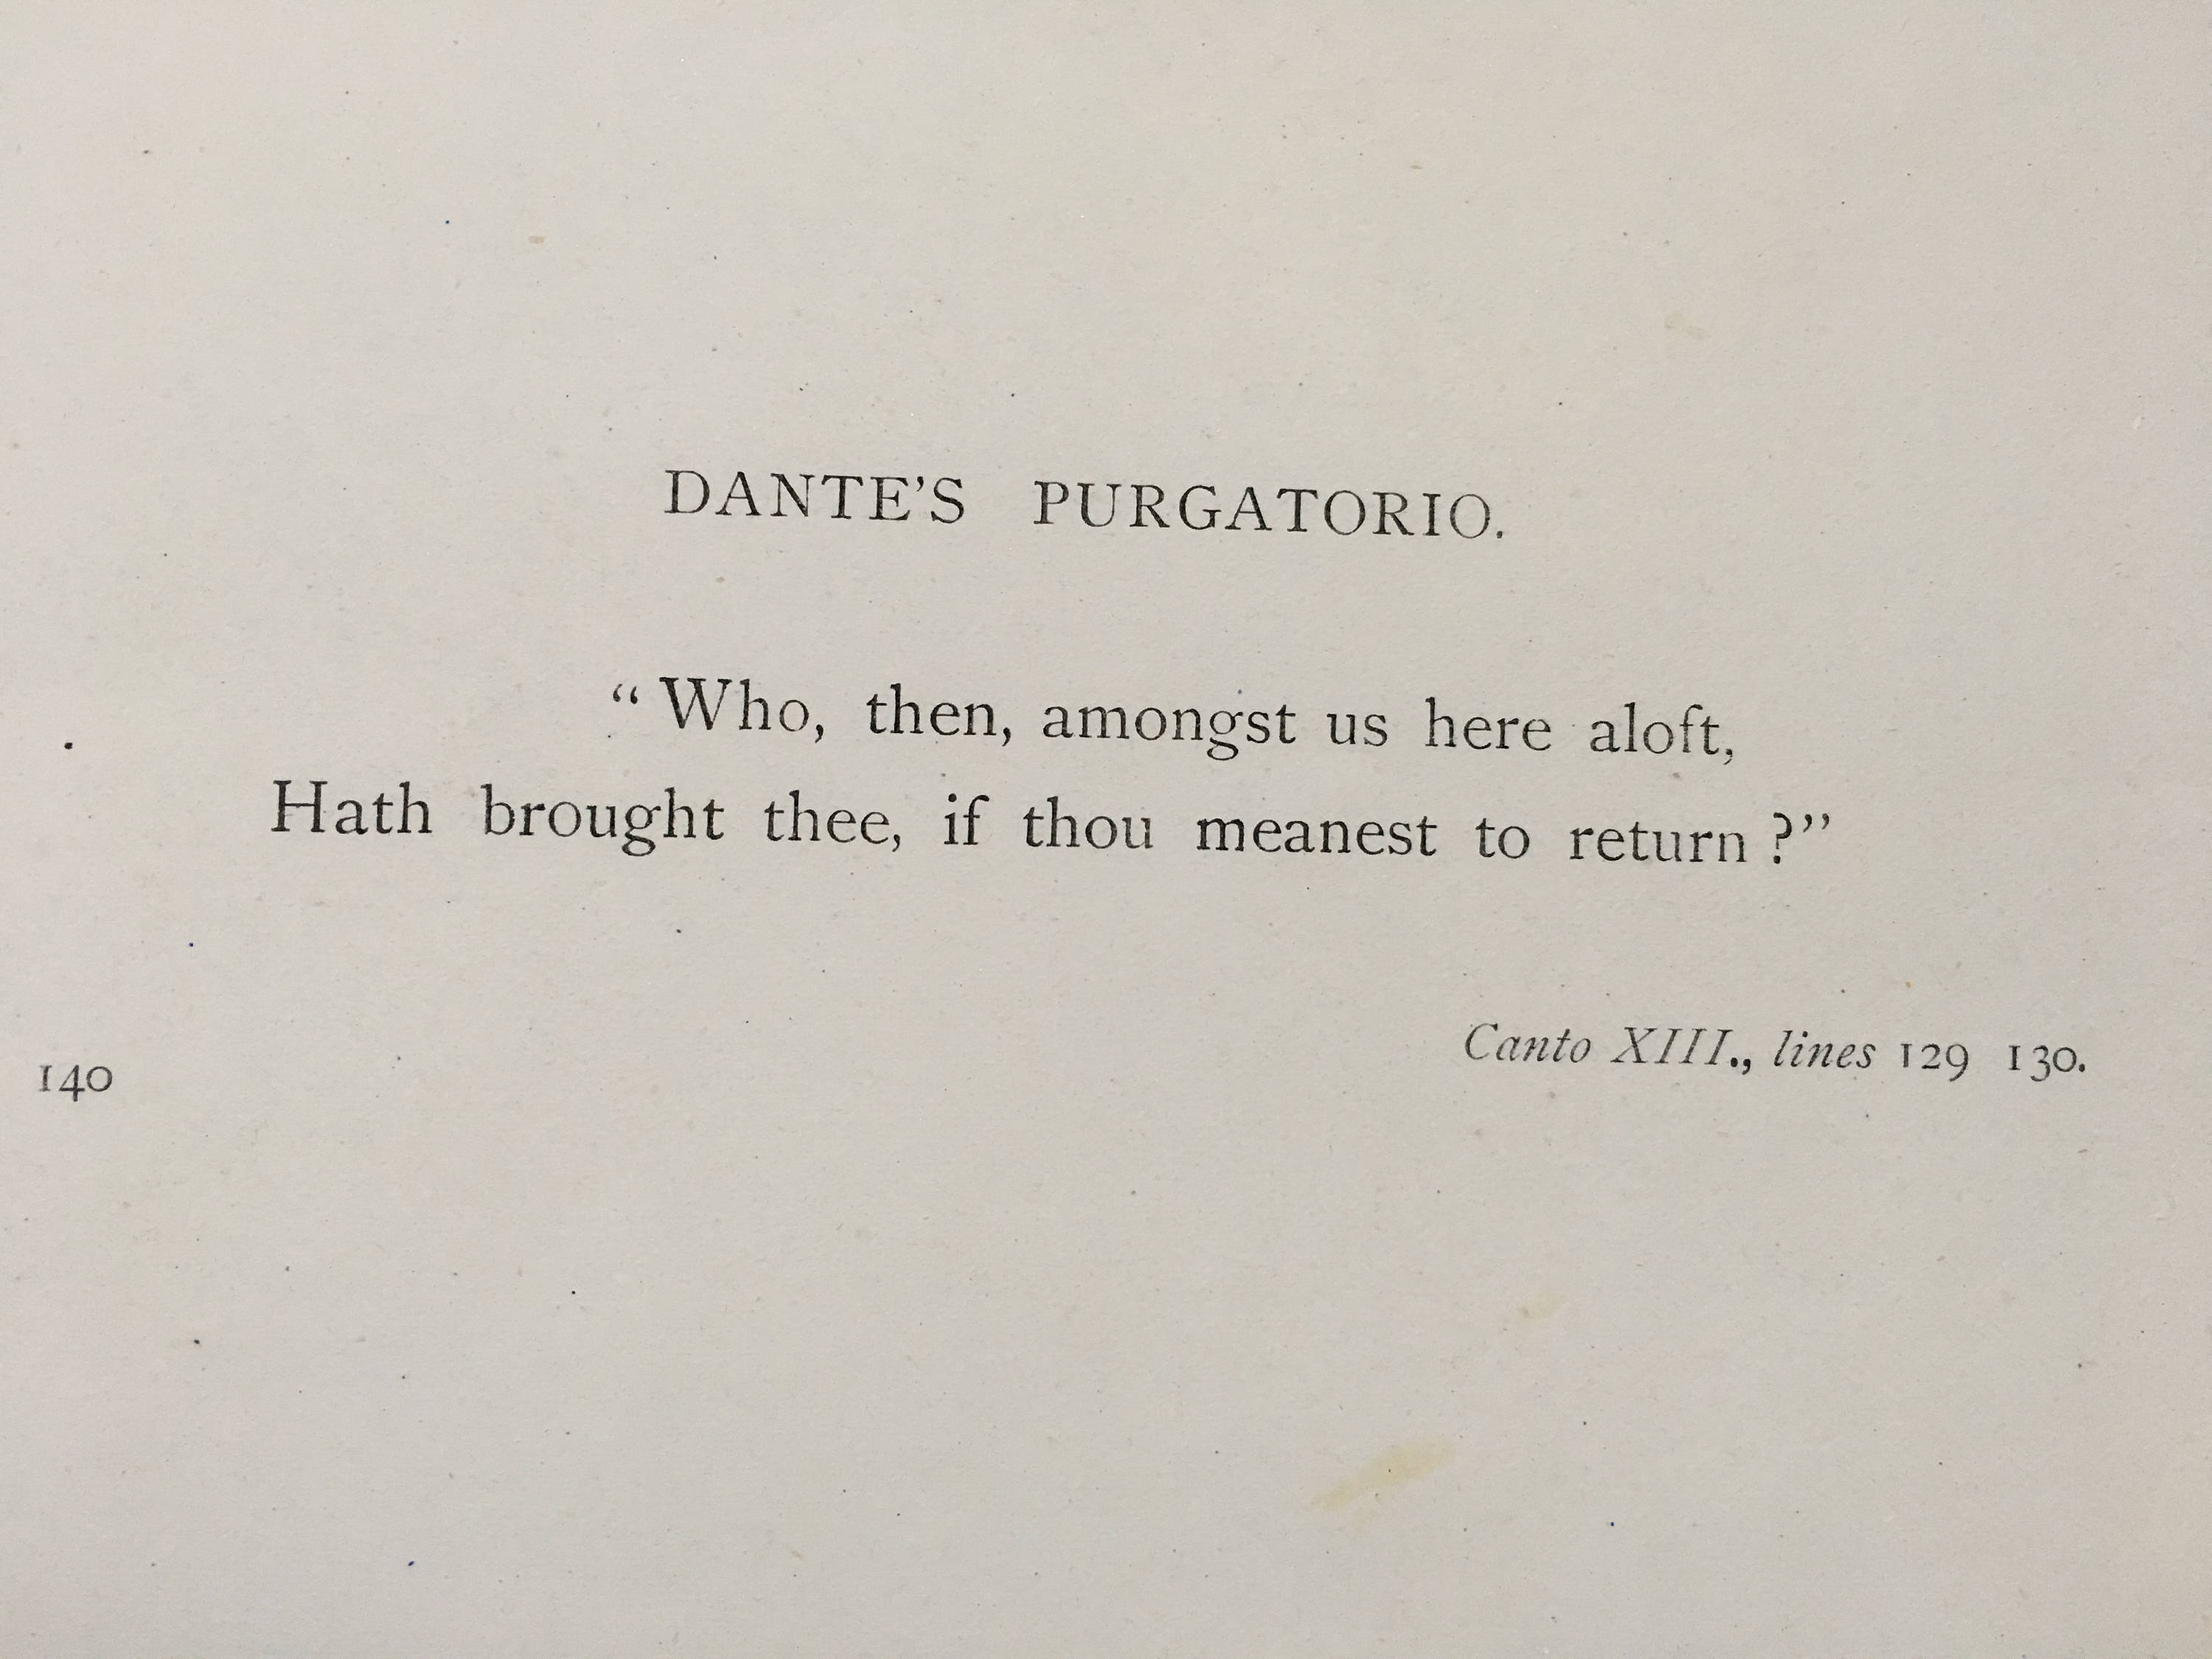 DANTE'S PURGATORIO.
“Who, then, amongst us here aloft,
Hath brought thee, if thou meanest to return?”
Canto XIII., lines 129 130.
140